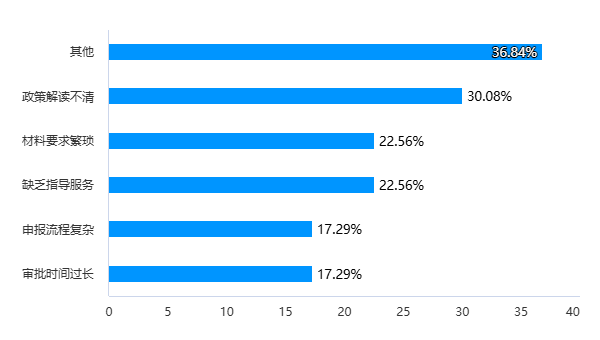 其他 36.84%
政策解读不清 30.08%
材料要求繁琐 22.56%
缺乏指导服务 22.56%
申报流程复杂 17.29%
审批时间过长 17.29%
0 5 10 15 20 25 30 35 40